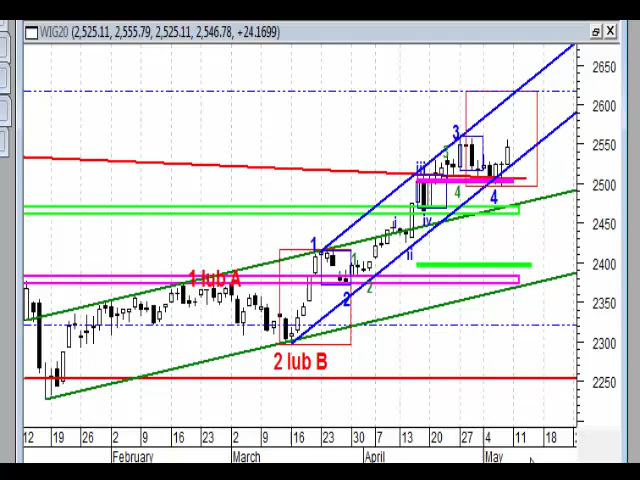 WIG20 (2,525.11, 2,555.79, 2,525.11, 2,546.78, +24.1699)
2650
2600
3
2550
iii
3
2500
4
4
i
iv
2450
1
ii
1
2400
1 lub A
2
2
2350
2300
2 lub B
2250
12 19 26 2 9 16 23 2 9 16 23 30 7 13 20 27 4 11 18
February March April May